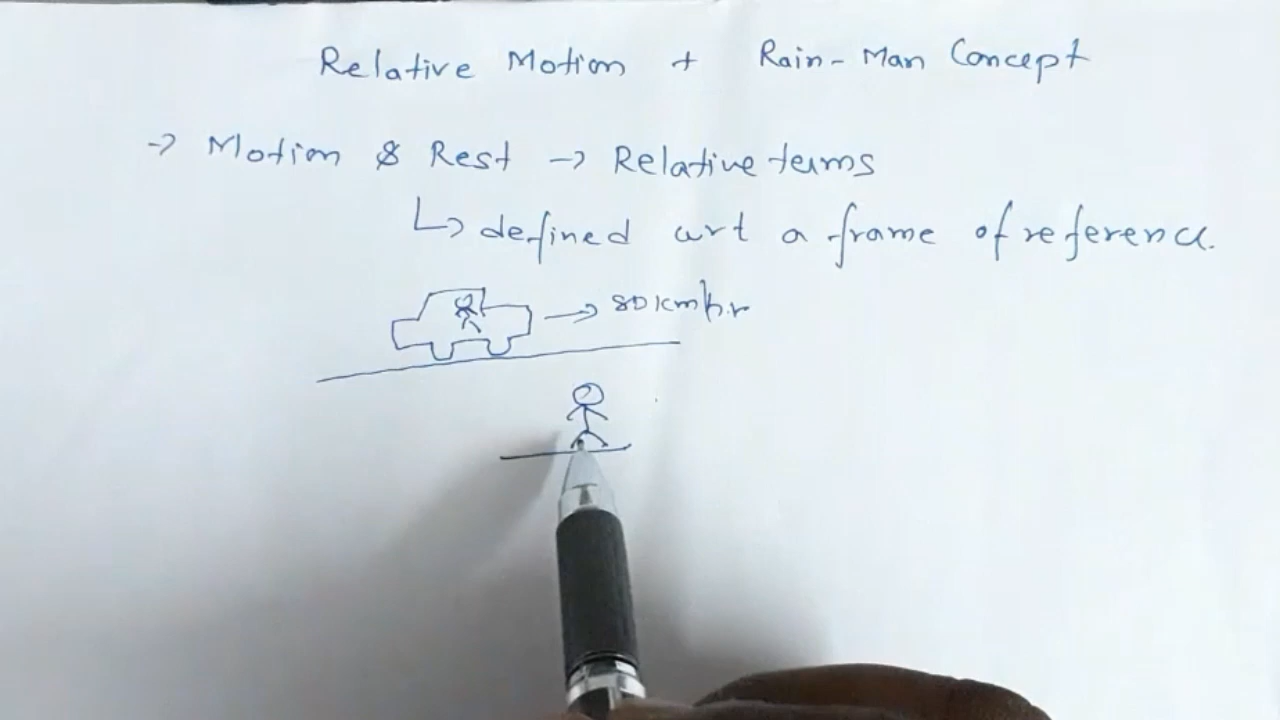 Relative Motion + Rain-Man Concept
→ Motion & Rest → Relative terms
↳ defined wrt a frame of reference.
→ 80 km/hr